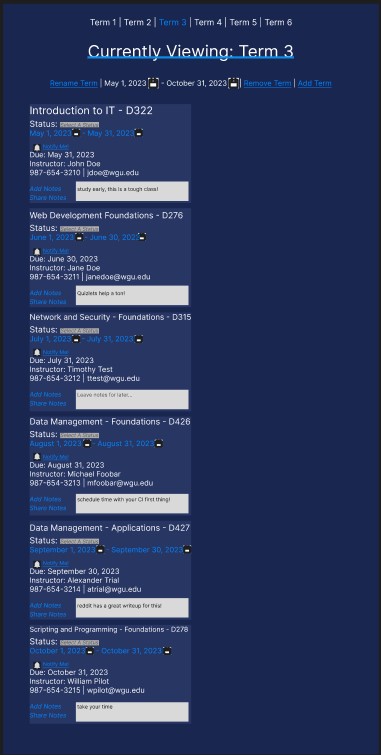 Term 1 | Term 2 | Term 3 | Term 4 | Term 5 | Term 6
Currently Viewing: Term 3
Rename Term | May 1, 2023 - October 31, 2023 | Remove Term | Add Term
Introduction to IT - D322
Status: Select A Status
May 1, 2023 - May 31, 2023
Notify Me!
Due: May 31, 2023
Instructor: John Doe
987-654-3210 | jdoe@wgu.edu
Add Notes
study early, this is a tough class!
Share Notes
Web Development Foundations - D276
Status: Select A Status
June 1, 2023 - June 30, 2023
Notify Me!
Due: June 30, 2023
Instructor: Jane Doe
987-654-3211 | janedoe@wgu.edu
Add Notes
Quizlets help a ton!
Share Notes
Network and Security - Foundations - D315
Status: Select A Status
July 1, 2023 - July 31, 2023
Notify Me!
Due: July 31, 2023
Instructor: Timothy Test
987-654-3212 | ttest@wgu.edu
Add Notes
Leave notes for later...
Share Notes
Data Management - Foundations - D426
Status: Select A Status
August 1, 2023 - August 31, 2023
Notify Me!
Due: August 31, 2023
Instructor: Michael Foobar
987-654-3213 | mfoobar@wgu.edu
Add Notes
schedule time with your CI first thing!
Share Notes
Data Management - Applications - D427
Status: Select A Status
September 1, 2023 - September 30, 2023
Notify Me!
Due: September 30, 2023
Instructor: Alexander Trial
987-654-3214 | atrial@wgu.edu
Add Notes
reddit has a great writeup for this!
Share Notes
Scripting and Programming - Foundations - D278
Status: Select A Status
October 1, 2023 - October 31, 2023
Notify Me!
Due: October 31, 2023
Instructor: William Pilot
987-654-3215 | wpilot@wgu.edu
Add Notes
take your time
Share Notes